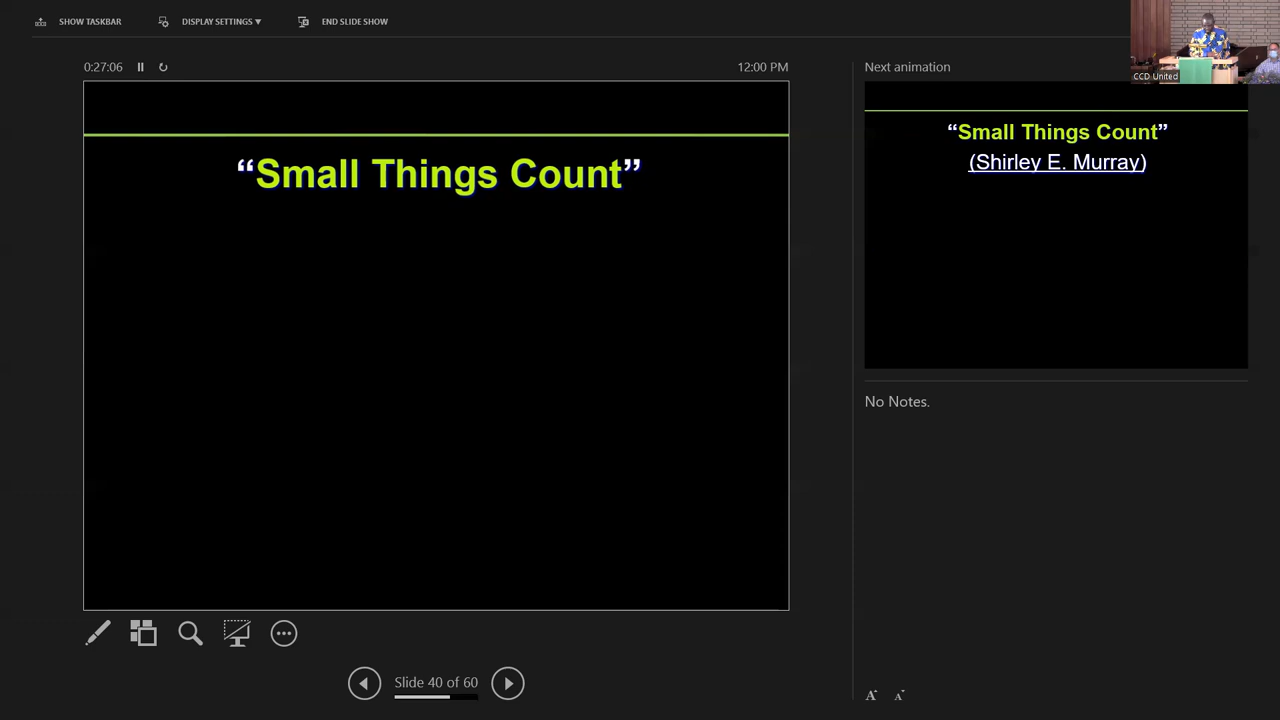 SHOW TASKBAR
DISPLAY SETTINGS ▼
END SLIDE SHOW
0:27:06
12:00 PM
“Small Things Count”
Slide 40 of 60
Next animation
“Small Things Count”
(Shirley E. Murray)
No Notes.
A A
CCD United